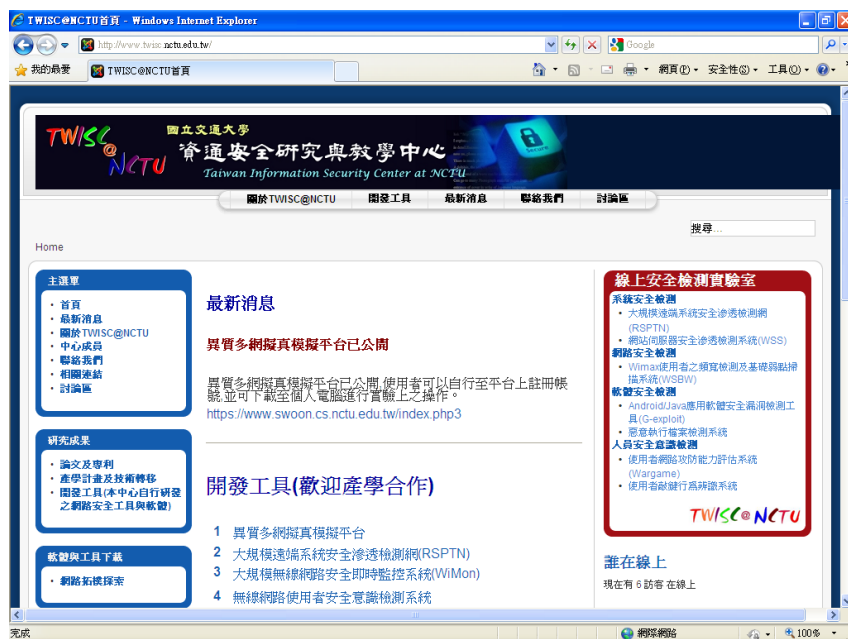 TWISC@NCTU首頁 - Windows Internet Explorer
http://www.twisc.nctu.edu.tw/
Google
我的最愛
TWISC@NCTU首頁
網頁(P)
安全性(S)
工具(O)
TWISC@NCTU
國立交通大學
資通安全研究與教學中心
Taiwan Information Security Center at NCTU
Secure
關於TWISC@NCTU 開發工具 最新消息 聯絡我們 討論區
搜尋...
Home
主選單
首頁
最新消息
關於TWISC@NCTU
中心成員
聯絡我們
相關連結
討論區
研究成果
論文及專利
產學計畫及技術轉移
開發工具(本中心自行研發
之網路安全工具與軟體)
軟體與工具下載
網路拓樸探索
最新消息
異質多網擬真模擬平台已公開
異質多網擬真模擬平台已公開,使用者可以自行至平台上註冊帳
號,並可下載至個人電腦進行實驗上之操作。
https://www.swoon.cs.nctu.edu.tw/index.php3
開發工具(歡迎產學合作)
1 異質多網擬真模擬平台
2 大規模遠端系統安全滲透檢測網(RSPTN)
3 大規模無線網路安全即時監控系統(WiMon)
4 無線網路使用者安全意識檢測系統
線上安全檢測實驗室
系統安全檢測
大規模遠端系統安全滲透檢測網
(RSPTN)
網站伺服器安全滲透檢測系統(WSS)
網路安全檢測
Wimax使用者之頻寬檢測及基礎弱點掃
描系統(WSBW)
軟體安全檢測
Android/Java應用軟體安全漏洞檢測工
具(G-exploit)
惡意執行檔案檢測系統
人員安全意識檢測
使用者網路攻防能力評估系統
(Wargame)
使用者敲鍵行為辨識系統
TWISC@NCTU
誰在線上
現在有 6 訪客 在線上
完成
網際網路
100%